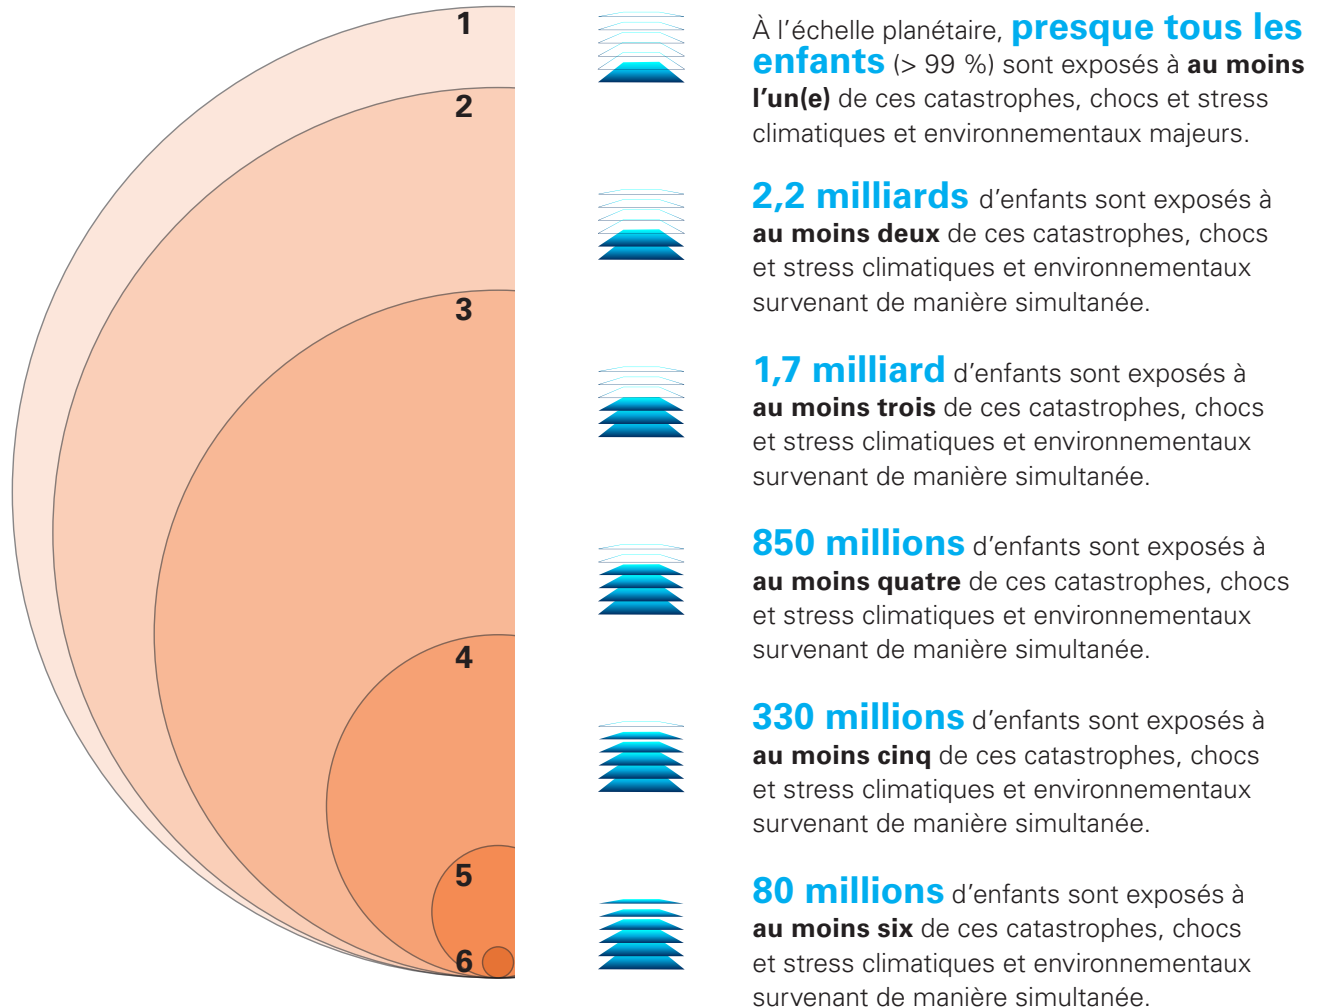 1
2
3
4
5
6
À l’échelle planétaire, presque tous les
enfants (> 99 %) sont exposés à au moins
l’un(e) de ces catastrophes, chocs et stress
climatiques et environnementaux majeurs.
2,2 milliards d’enfants sont exposés à
au moins deux de ces catastrophes, chocs
et stress climatiques et environnementaux
survenant de manière simultanée.
1,7 milliard d’enfants sont exposés à
au moins trois de ces catastrophes, chocs
et stress climatiques et environnementaux
survenant de manière simultanée.
850 millions d’enfants sont exposés à
au moins quatre de ces catastrophes, chocs
et stress climatiques et environnementaux
survenant de manière simultanée.
330 millions d’enfants sont exposés à
au moins cinq de ces catastrophes, chocs
et stress climatiques et environnementaux
survenant de manière simultanée.
80 millions d’enfants sont exposés à
au moins six de ces catastrophes, chocs
et stress climatiques et environnementaux
survenant de manière simultanée.